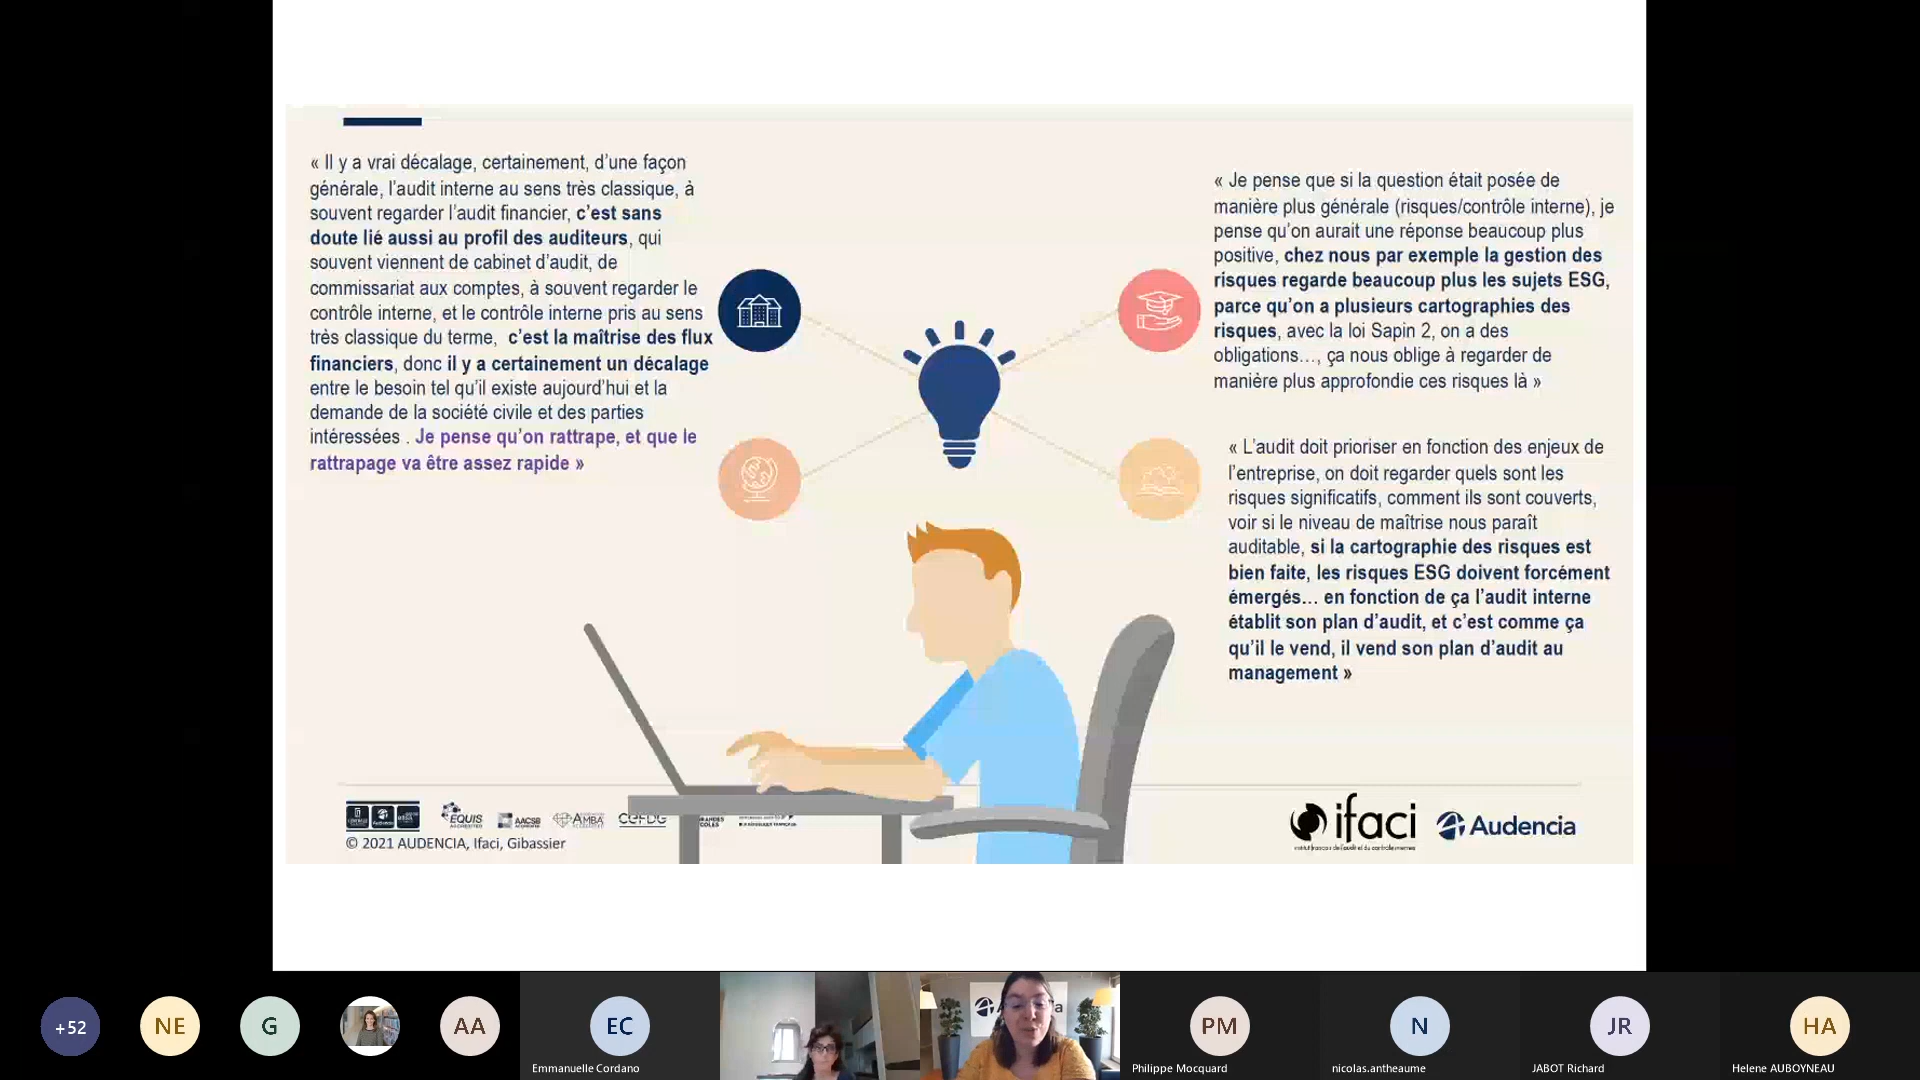 « Il y a vrai décalage, certainement, d’une façon
générale, l’audit interne au sens très classique, à
souvent regarder l’audit financier, c’est sans
doute lié aussi au profil des auditeurs, qui
souvent viennent de cabinet d’audit, de
commissariat aux comptes, à souvent regarder le
contrôle interne, et le contrôle interne pris au sens
très classique du terme, c’est la maîtrise des flux
financiers, donc il y a certainement un décalage
entre le besoin tel qu’il existe aujourd’hui et la
demande de la société civile et des parties
intéressées . Je pense qu’on rattrape, et que le
rattrapage va être assez rapide »
« Je pense que si la question était posée de
manière plus générale (risques/contrôle interne), je
pense qu’on aurait une réponse beaucoup plus
positive, chez nous par exemple la gestion des
risques regarde beaucoup plus les sujets ESG,
parce qu’on a plusieurs cartographies des
risques, avec la loi Sapin 2, on a des
obligations…, ça nous oblige à regarder de
manière plus approfondie ces risques là »
« L’audit doit prioriser en fonction des enjeux de
l’entreprise, on doit regarder quels sont les
risques significatifs, comment ils sont couverts,
voir si le niveau de maîtrise nous paraît
auditable, si la cartographie des risques est
bien faite, les risques ESG doivent forcément
émergés… en fonction de ça l’audit interne
établit son plan d’audit, et c’est comme ça
qu’il le vend, il vend son plan d’audit au
management »
EQUIS
AACSB
AMBA
© 2021 AUDENCIA, Ifaci, Gibassier
ifaci
Audencia
+52
NE
G
AA
EC
Emmanuelle Cordano
PM
Philippe Mocquard
N
nicolas.antheaume
JR
JABOT Richard
HA
Helene AUBOYNEAU